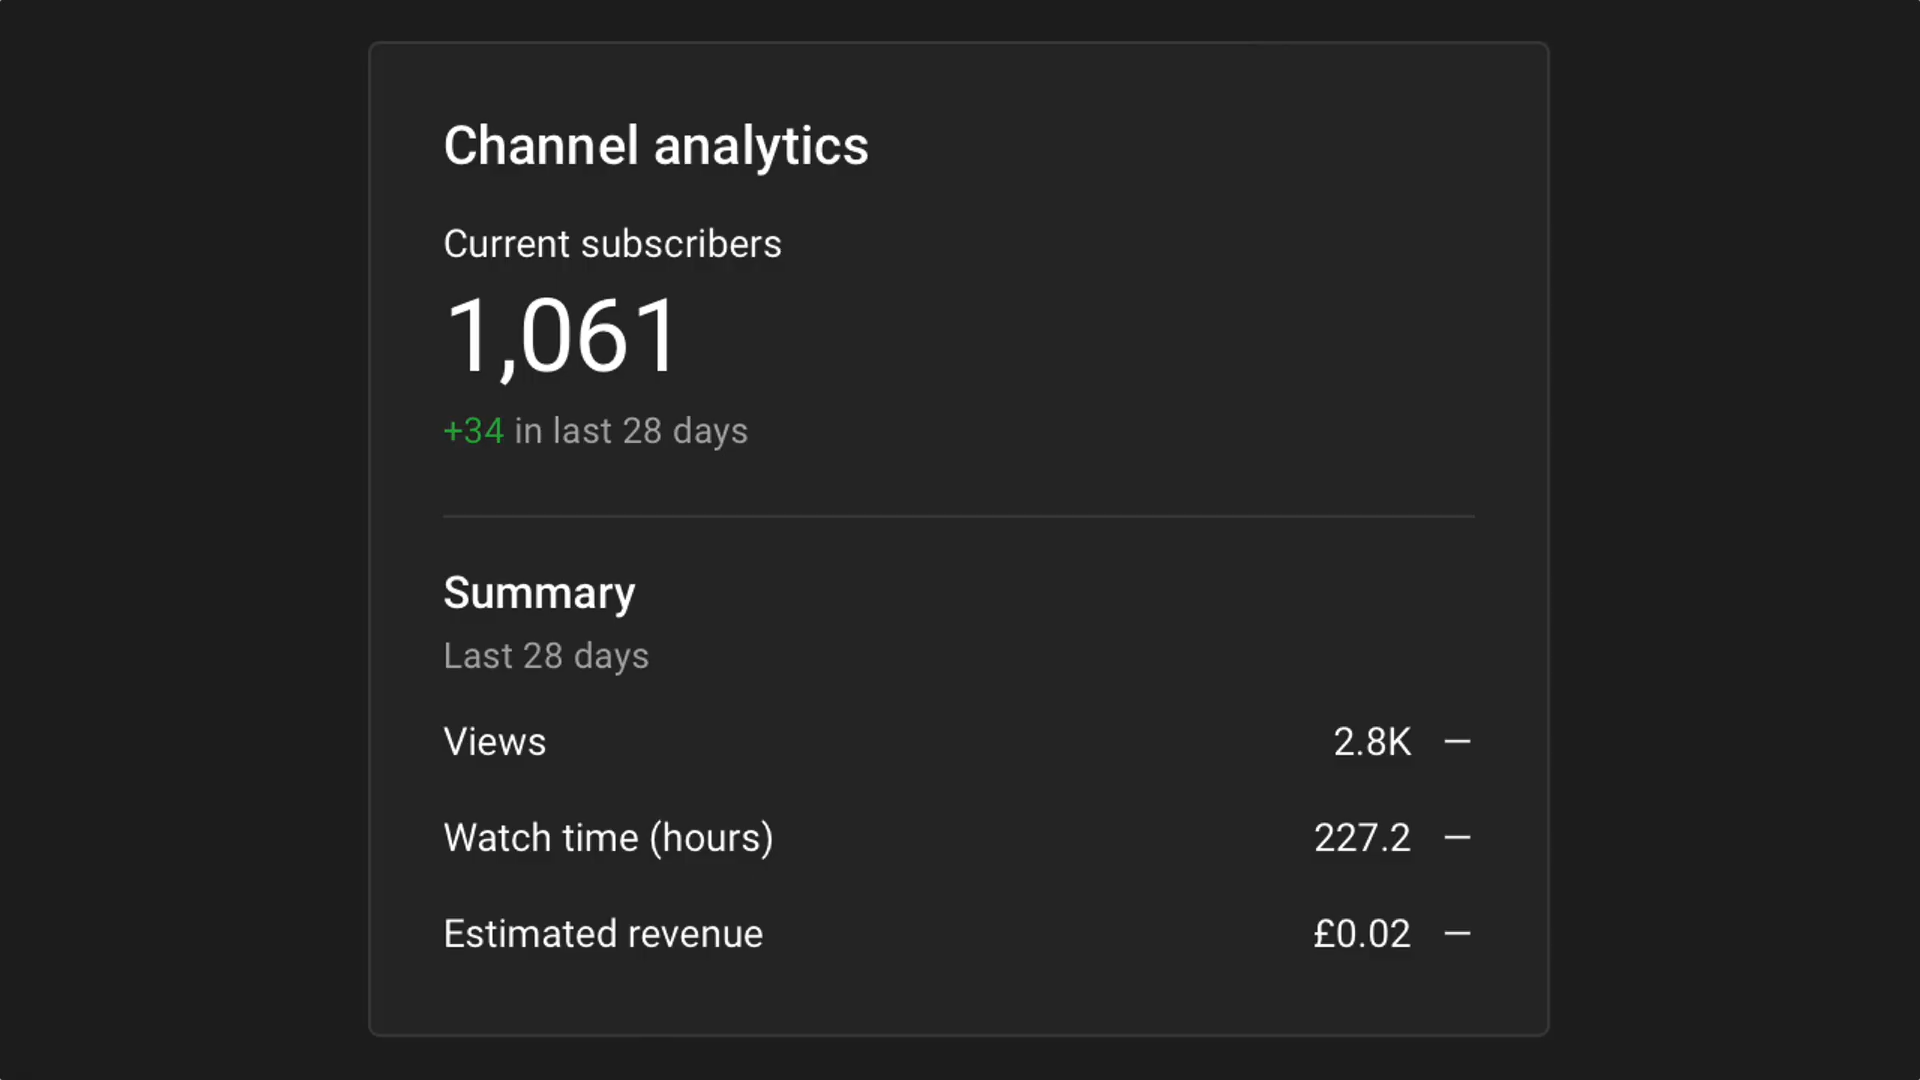 Channel analytics
Current subscribers
1,061
+34 in last 28 days
Summary
Last 28 days
Views 2.8K —
Watch time (hours) 227.2 —
Estimated revenue £0.02 —